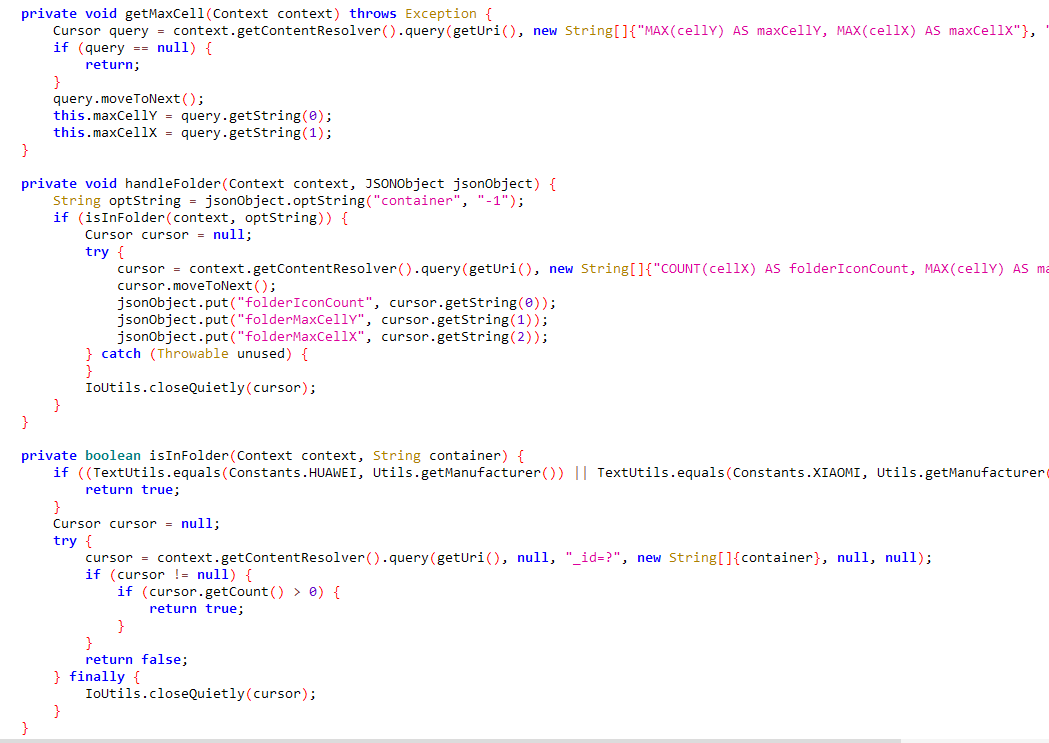 private void getMaxCell(Context context) throws Exception {
    Cursor query = context.getContentResolver().query(getUri(), new String[]{"MAX(cellY) AS maxCellY, MAX(cellX) AS maxCellX"},
    if (query == null) {
        return;
    }
    query.moveToNext();
    this.maxCellY = query.getString(0);
    this.maxCellX = query.getString(1);
}
private void handleFolder(Context context, JSONObject jsonObject) {
    String optString = jsonObject.optString("container", "-1");
    if (isInFolder(context, optString)) {
        Cursor cursor = null;
        try {
            cursor = context.getContentResolver().query(getUri(), new String[]{"COUNT(cellX) AS folderIconCount, MAX(cellY) AS ma
            cursor.moveToNext();
            jsonObject.put("folderIconCount", cursor.getString(0));
            jsonObject.put("folderMaxCellY", cursor.getString(1));
            jsonObject.put("folderMaxCellX", cursor.getString(2));
        } catch (Throwable unused) {
        }
        IoUtils.closeQuietly(cursor);
    }
}
private boolean isInFolder(Context context, String container) {
    if ((TextUtils.equals(Constants.HUAWEI, Utils.getManufacturer()) || TextUtils.equals(Constants.XIAOMI, Utils.getManufacturer(
        return true;
    }
    Cursor cursor = null;
    try {
        cursor = context.getContentResolver().query(getUri(), null, "_id=?", new String[]{container}, null, null);
        if (cursor != null) {
            if (cursor.getCount() > 0) {
                return true;
            }
        }
        return false;
    } finally {
        IoUtils.closeQuietly(cursor);
    }
}